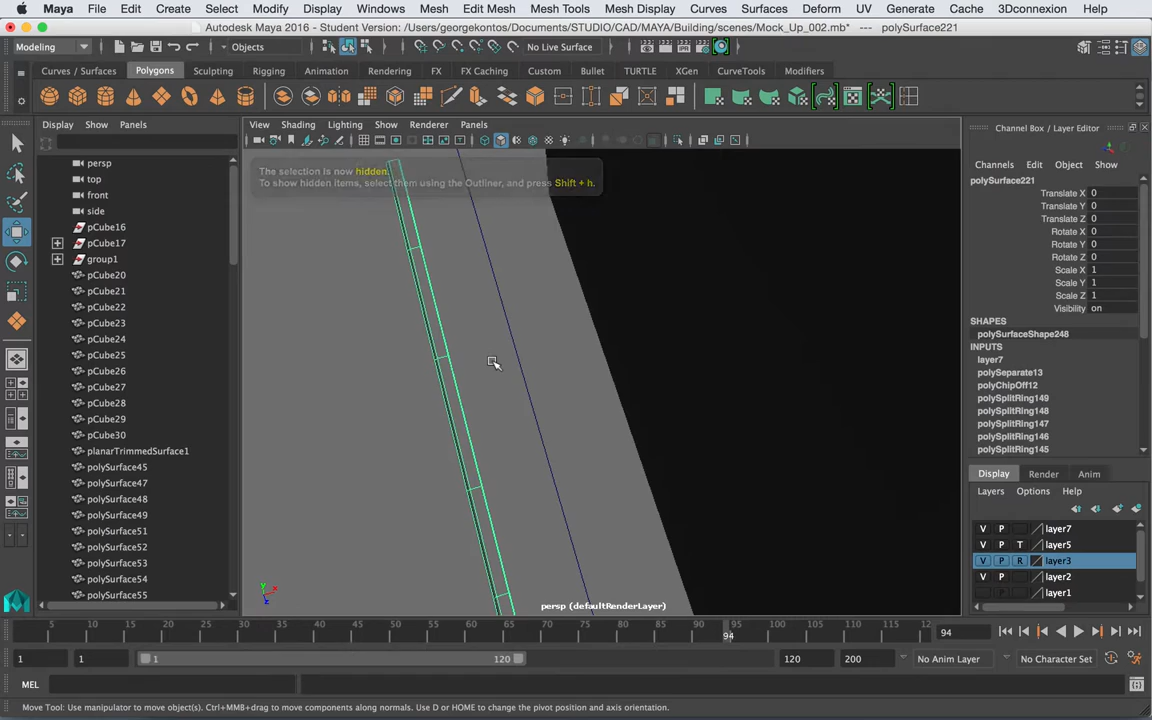 Maya File Edit Create Select Modify Display Windows Mesh Edit Mesh Mesh Tools Mesh Display Curves Surfaces Deform UV Generate Cache 3Dconnexion Help
Autodesk Maya 2016 - Student Version: /Users/georgekontos/Documents/STUDIO/CAD/MAYA/Building/scenes/Mock_Up_002.mb* --- polySurface221
Modeling Objects No Live Surface
Curves / Surfaces Polygons Sculpting Rigging Animation Rendering FX FX Caching Custom Bullet TURTLE XGen CurveTools Modifiers
Display Show Panels
persp
top
front
side
pCube16
pCube17
group1
pCube20
pCube21
pCube22
pCube23
pCube24
pCube25
pCube26
pCube27
pCube28
pCube29
pCube30
planarTrimmedSurface1
polySurface45
polySurface47
polySurface48
polySurface49
polySurface51
polySurface52
polySurface53
polySurface54
polySurface55
View Shading Lighting Show Renderer Panels
The selection is now hidden.
To show hidden items, select them using the Outliner, and press Shift + h.
persp (defaultRenderLayer)
Channel Box / Layer Editor
Channels Edit Object Show
polySurface221
Translate X 0
Translate Y 0
Translate Z 0
Rotate X 0
Rotate Y 0
Rotate Z 0
Scale X 1
Scale Y 1
Scale Z 1
Visibility on
SHAPES
polySurfaceShape248
INPUTS
layer7
polySeparate13
polyChipOff12
polySplitRing149
polySplitRing148
polySplitRing147
polySplitRing146
polySplitRing145
Display Render Anim
Layers Options Help
V P layer7
V P T layer5
V P R layer3
V P layer2
layer1
5 10 15 20 25 30 35 40 45 50 55 60 65 70 75 80 85 90 94 95 100 105 110 115 12 94
1 1 1 120 120 200 No Anim Layer No Character Set
MEL
Move Tool: Use manipulator to move object(s). Ctrl+MMB+drag to move components along normals. Use D or HOME to change the pivot position and axis orientation.